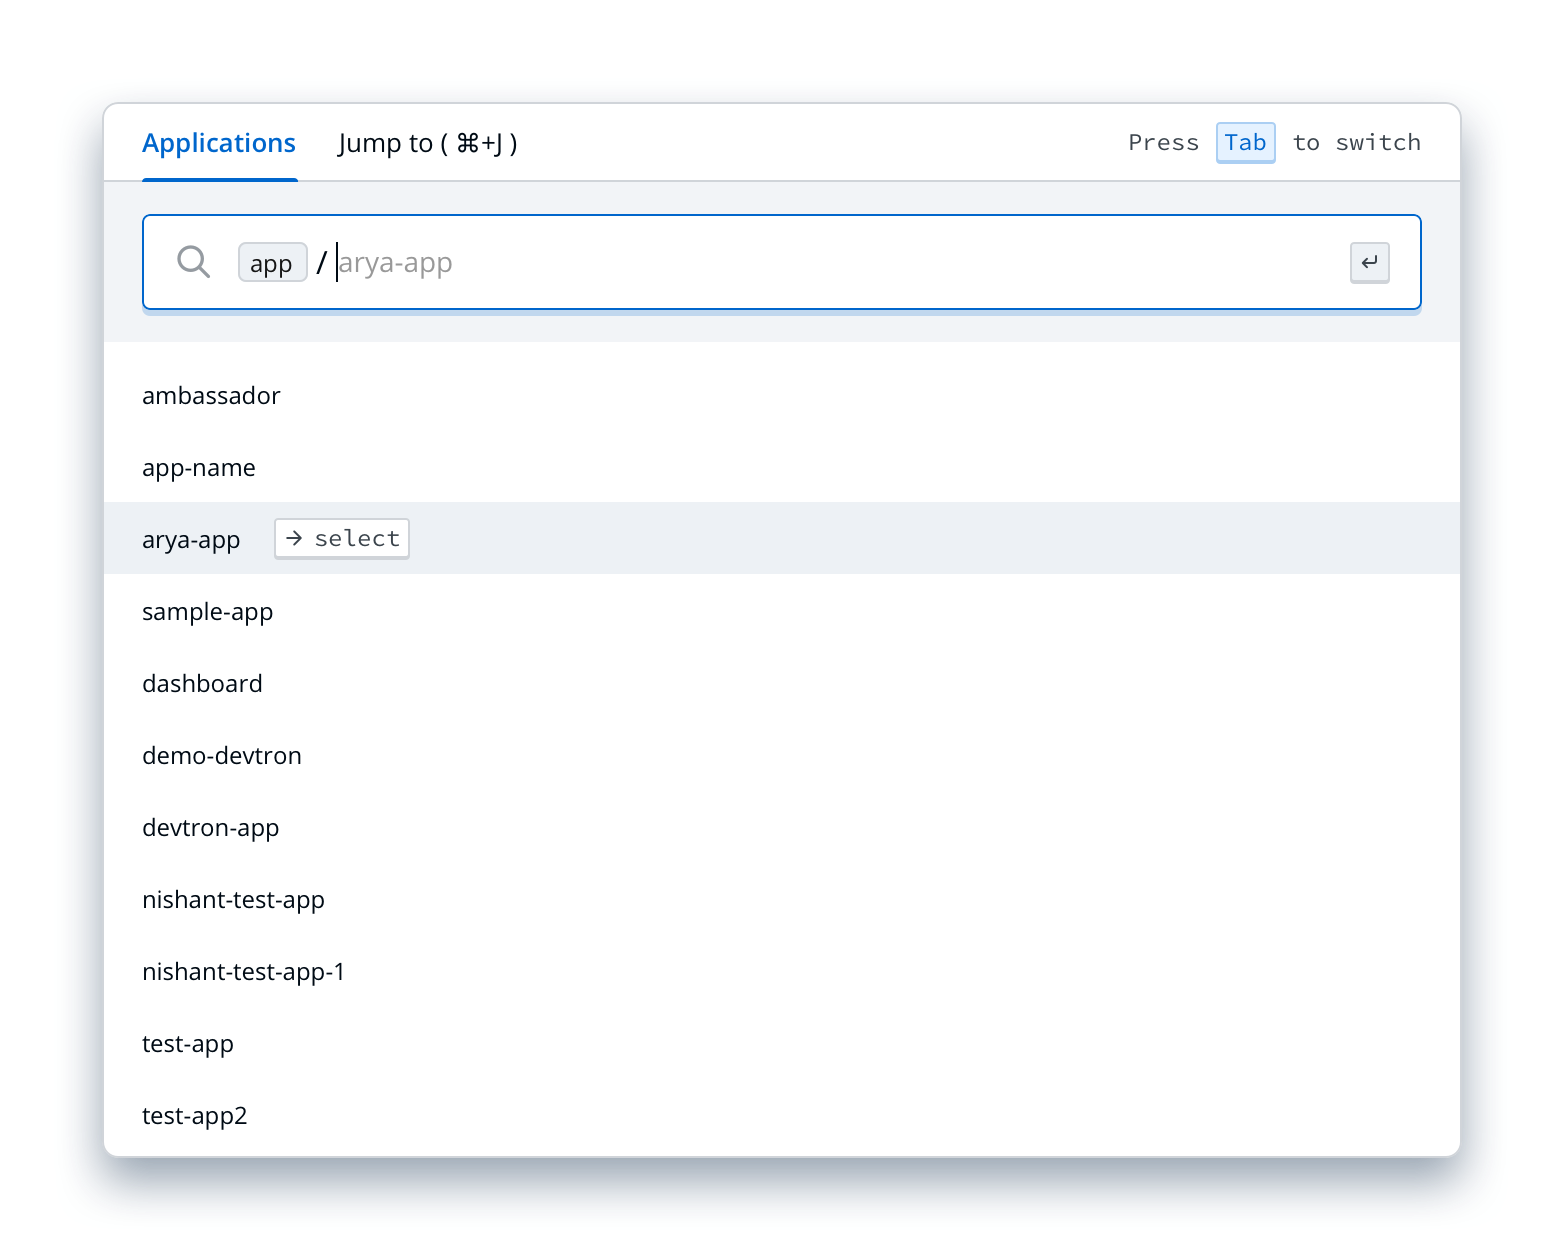 Applications Jump to ( ⌘+J ) Press Tab to switch
app / arya-app ↵
ambassador
app-name
arya-app → select
sample-app
dashboard
demo-devtron
devtron-app
nishant-test-app
nishant-test-app-1
test-app
test-app2